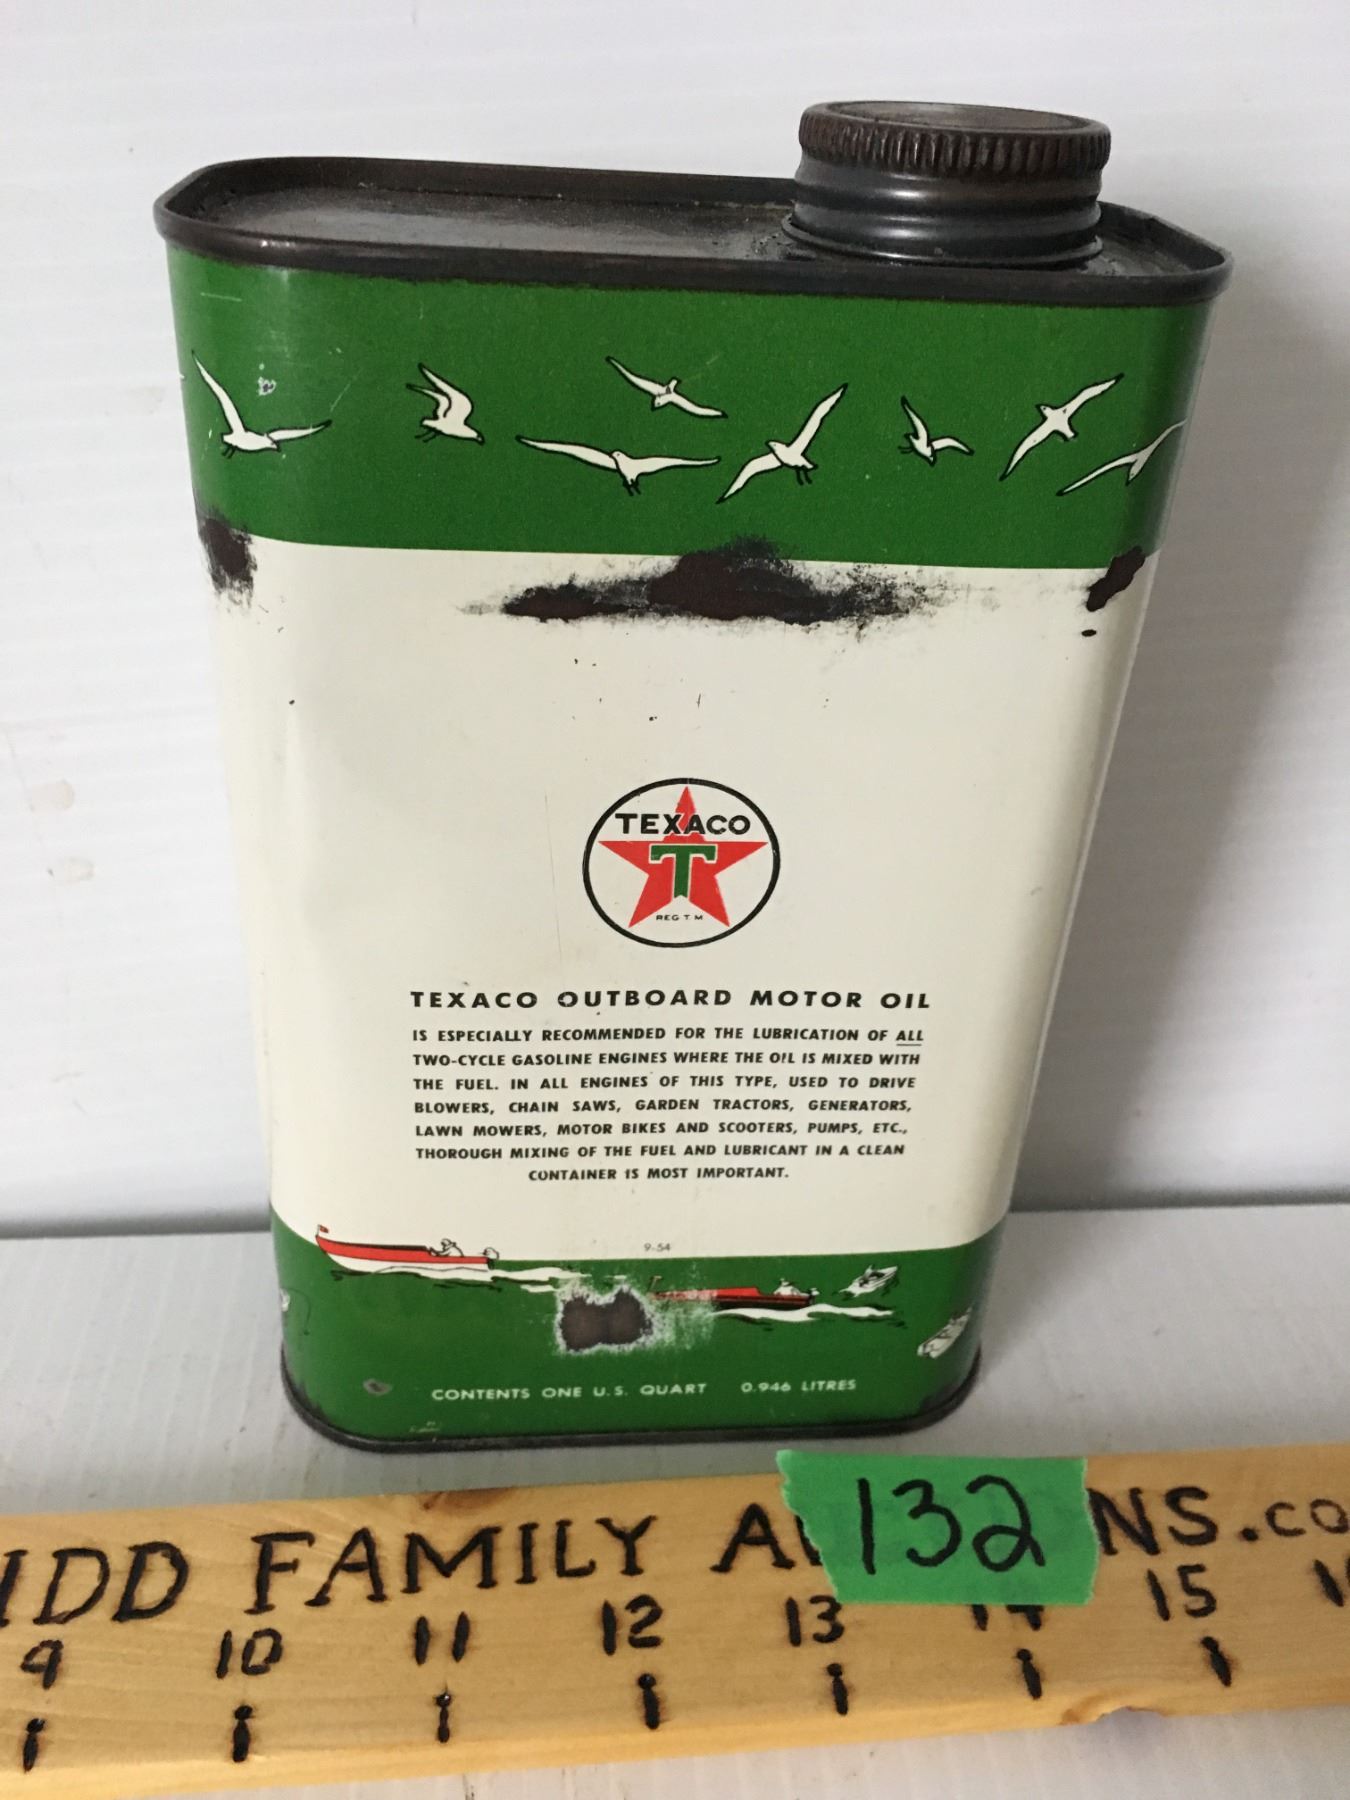 TEXACO
T
REG T M
TEXACO OUTBOARD MOTOR OIL
IS ESPECIALLY RECOMMENDED FOR THE LUBRICATION OF ALL
TWO-CYCLE GASOLINE ENGINES WHERE THE OIL IS MIXED WITH
THE FUEL. IN ALL ENGINES OF THIS TYPE, USED TO DRIVE
BLOWERS, CHAIN SAWS, GARDEN TRACTORS, GENERATORS,
LAWN MOWERS, MOTOR BIKES AND SCOOTERS, PUMPS, ETC.,
THOROUGH MIXING OF THE FUEL AND LUBRICANT IN A CLEAN
CONTAINER IS MOST IMPORTANT.
9-54
CONTENTS ONE U.S. QUART 0.946 LITRES
132
IDD FAMILY A NS.co
9 10 11 12 13 14 15